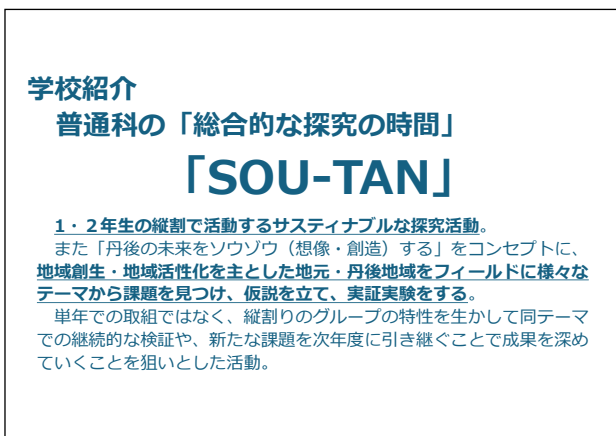 学校紹介
普通科の「総合的な探究の時間」
「SOU-TAN」
1・２年生の縦割で活動するサスティナブルな探究活動。
また「丹後の未来をソウゾウ（想像・創造）する」をコンセプトに、
地域創生・地域活性化を主とした地元・丹後地域をフィールドに様々な
テーマから課題を見つけ、仮説を立て、実証実験をする。
単年での取組ではなく、縦割りのグループの特性を生かして同テーマ
での継続的な検証や、新たな課題を次年度に引き継ぐことで成果を深め
ていくことを狙いとした活動。